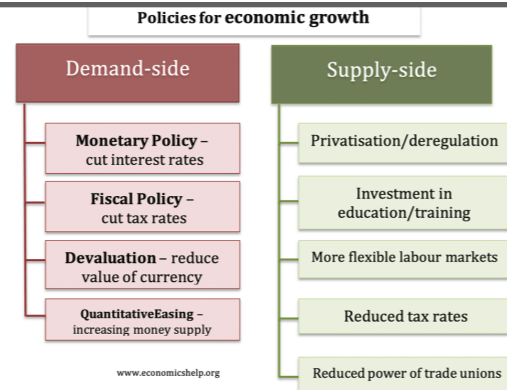 Policies for economic growth
Demand-side
Monetary Policy –
cut interest rates
Fiscal Policy –
cut tax rates
Devaluation – reduce
value of currency
QuantitativeEasing –
increasing money supply
www.economicshelp.org
Supply-side
Privatisation/deregulation
Investment in
education/training
More flexible labour markets
Reduced tax rates
Reduced power of trade unions